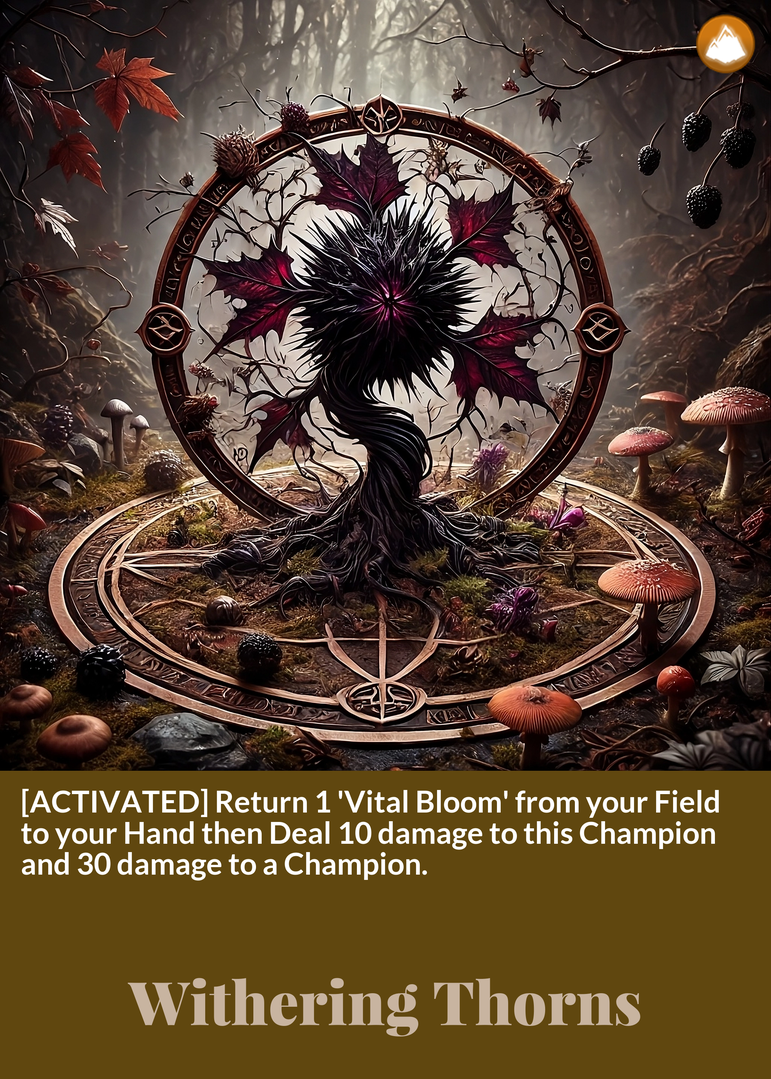 [ACTIVATED] Return 1 'Vital Bloom' from your Field
to your Hand then Deal 10 damage to this Champion
and 30 damage to a Champion.
Withering Thorns